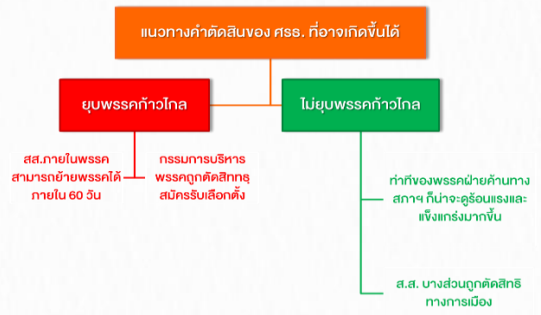 แนวทางคำตัดสินของ ศรธ. ที่อาจเกิดขึ้นได้
ยุบพรรคก้าวไกล
ไม่ยุบพรรคก้าวไกล
สส.ภายในพรรค
สามารถย้ายพรรคได้
ภายใน 60 วัน
กรรมการบริหาร
พรรคถูกตัดสิททธฺ
สมัครรับเลือกตั้ง
ท่าทีของพรรคฝ่ายค้านทาง
สภาฯ ก็น่าจะดูร้อนแรงและ
แข็งแกร่งมากขึ้น
ส.ส. บางส่วนถูกตัดสิทธิ
ทางการเมือง